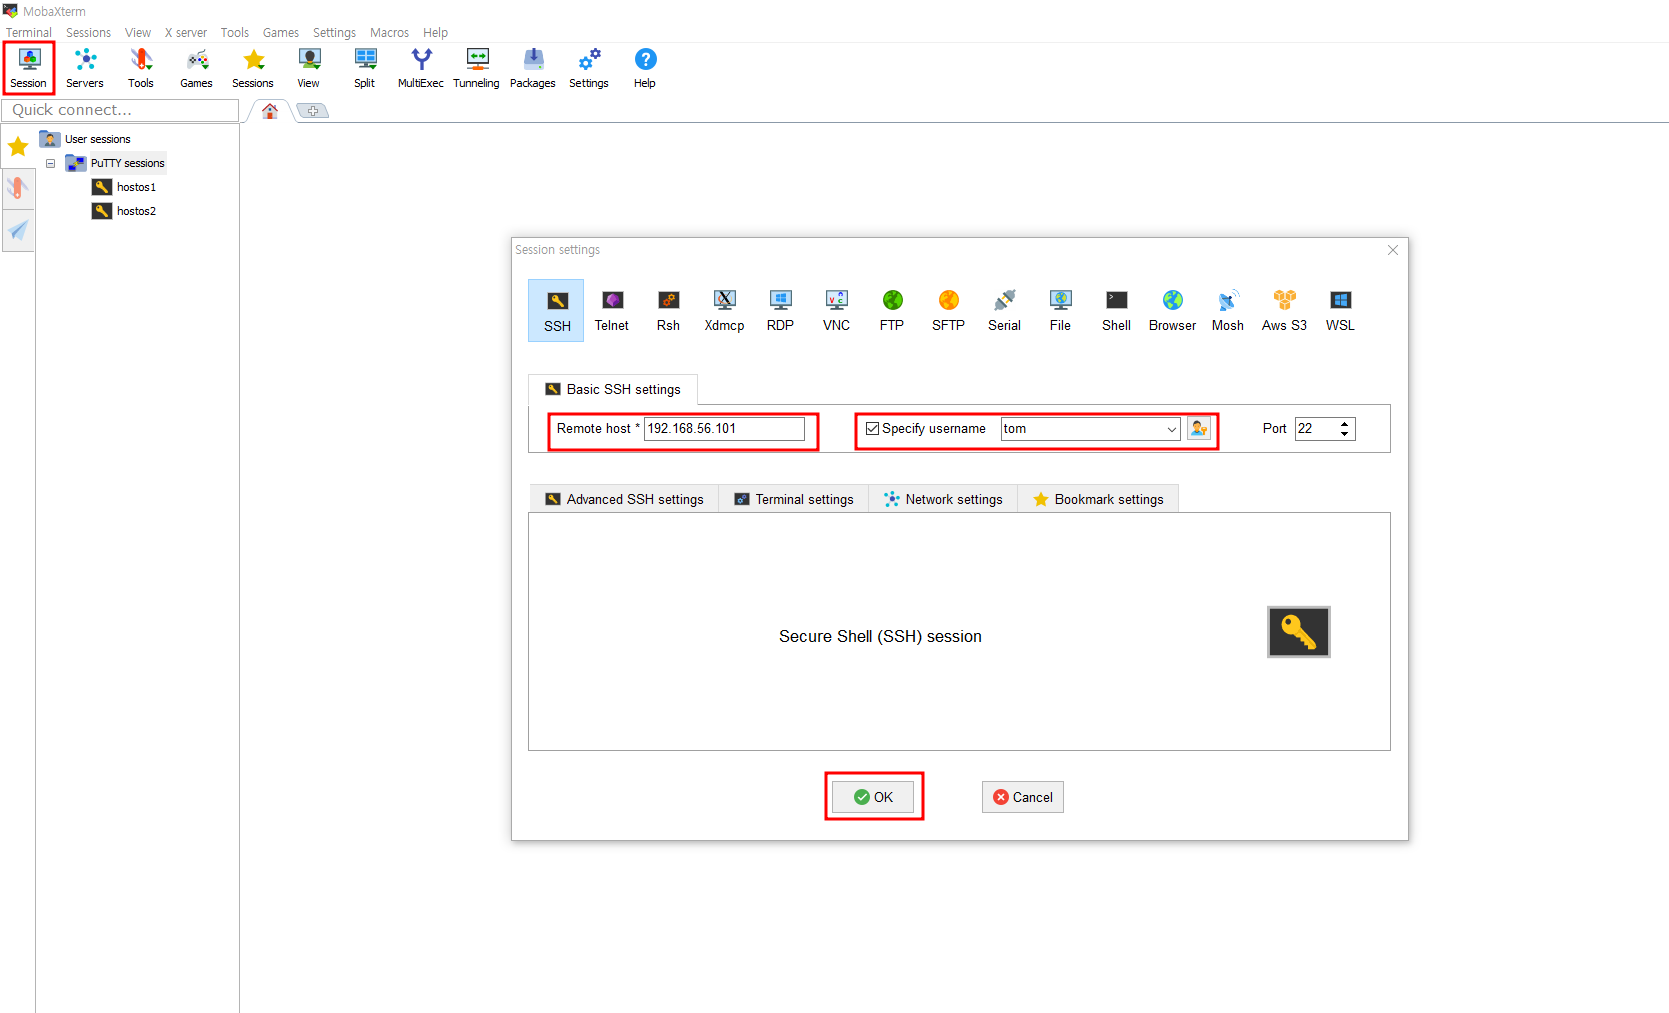 MobaXterm
Terminal Sessions View X server Tools Games Settings Macros Help
Session Servers Tools Games Sessions View Split MultiExec Tunneling Packages Settings Help
Quick connect...
User sessions
PuTTY sessions
hostos1
hostos2
Session settings
SSH Telnet Rsh Xdmcp RDP VNC FTP SFTP Serial File Shell Browser Mosh Aws S3 WSL
Basic SSH settings
Remote host * 192.168.56.101 Specify username tom Port 22
Advanced SSH settings Terminal settings Network settings Bookmark settings
Secure Shell (SSH) session
OK Cancel